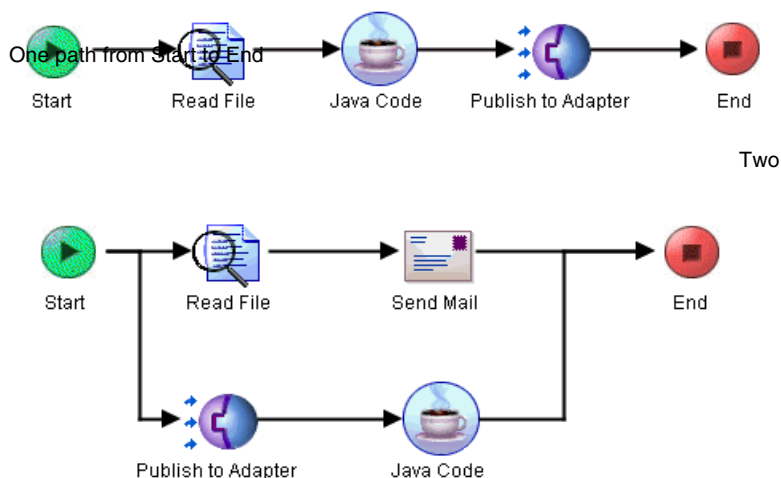 One path from Start to End
Start Read File Java Code Publish to Adapter End
Two
Start Read File Send Mail End
Publish to Adapter Java Code